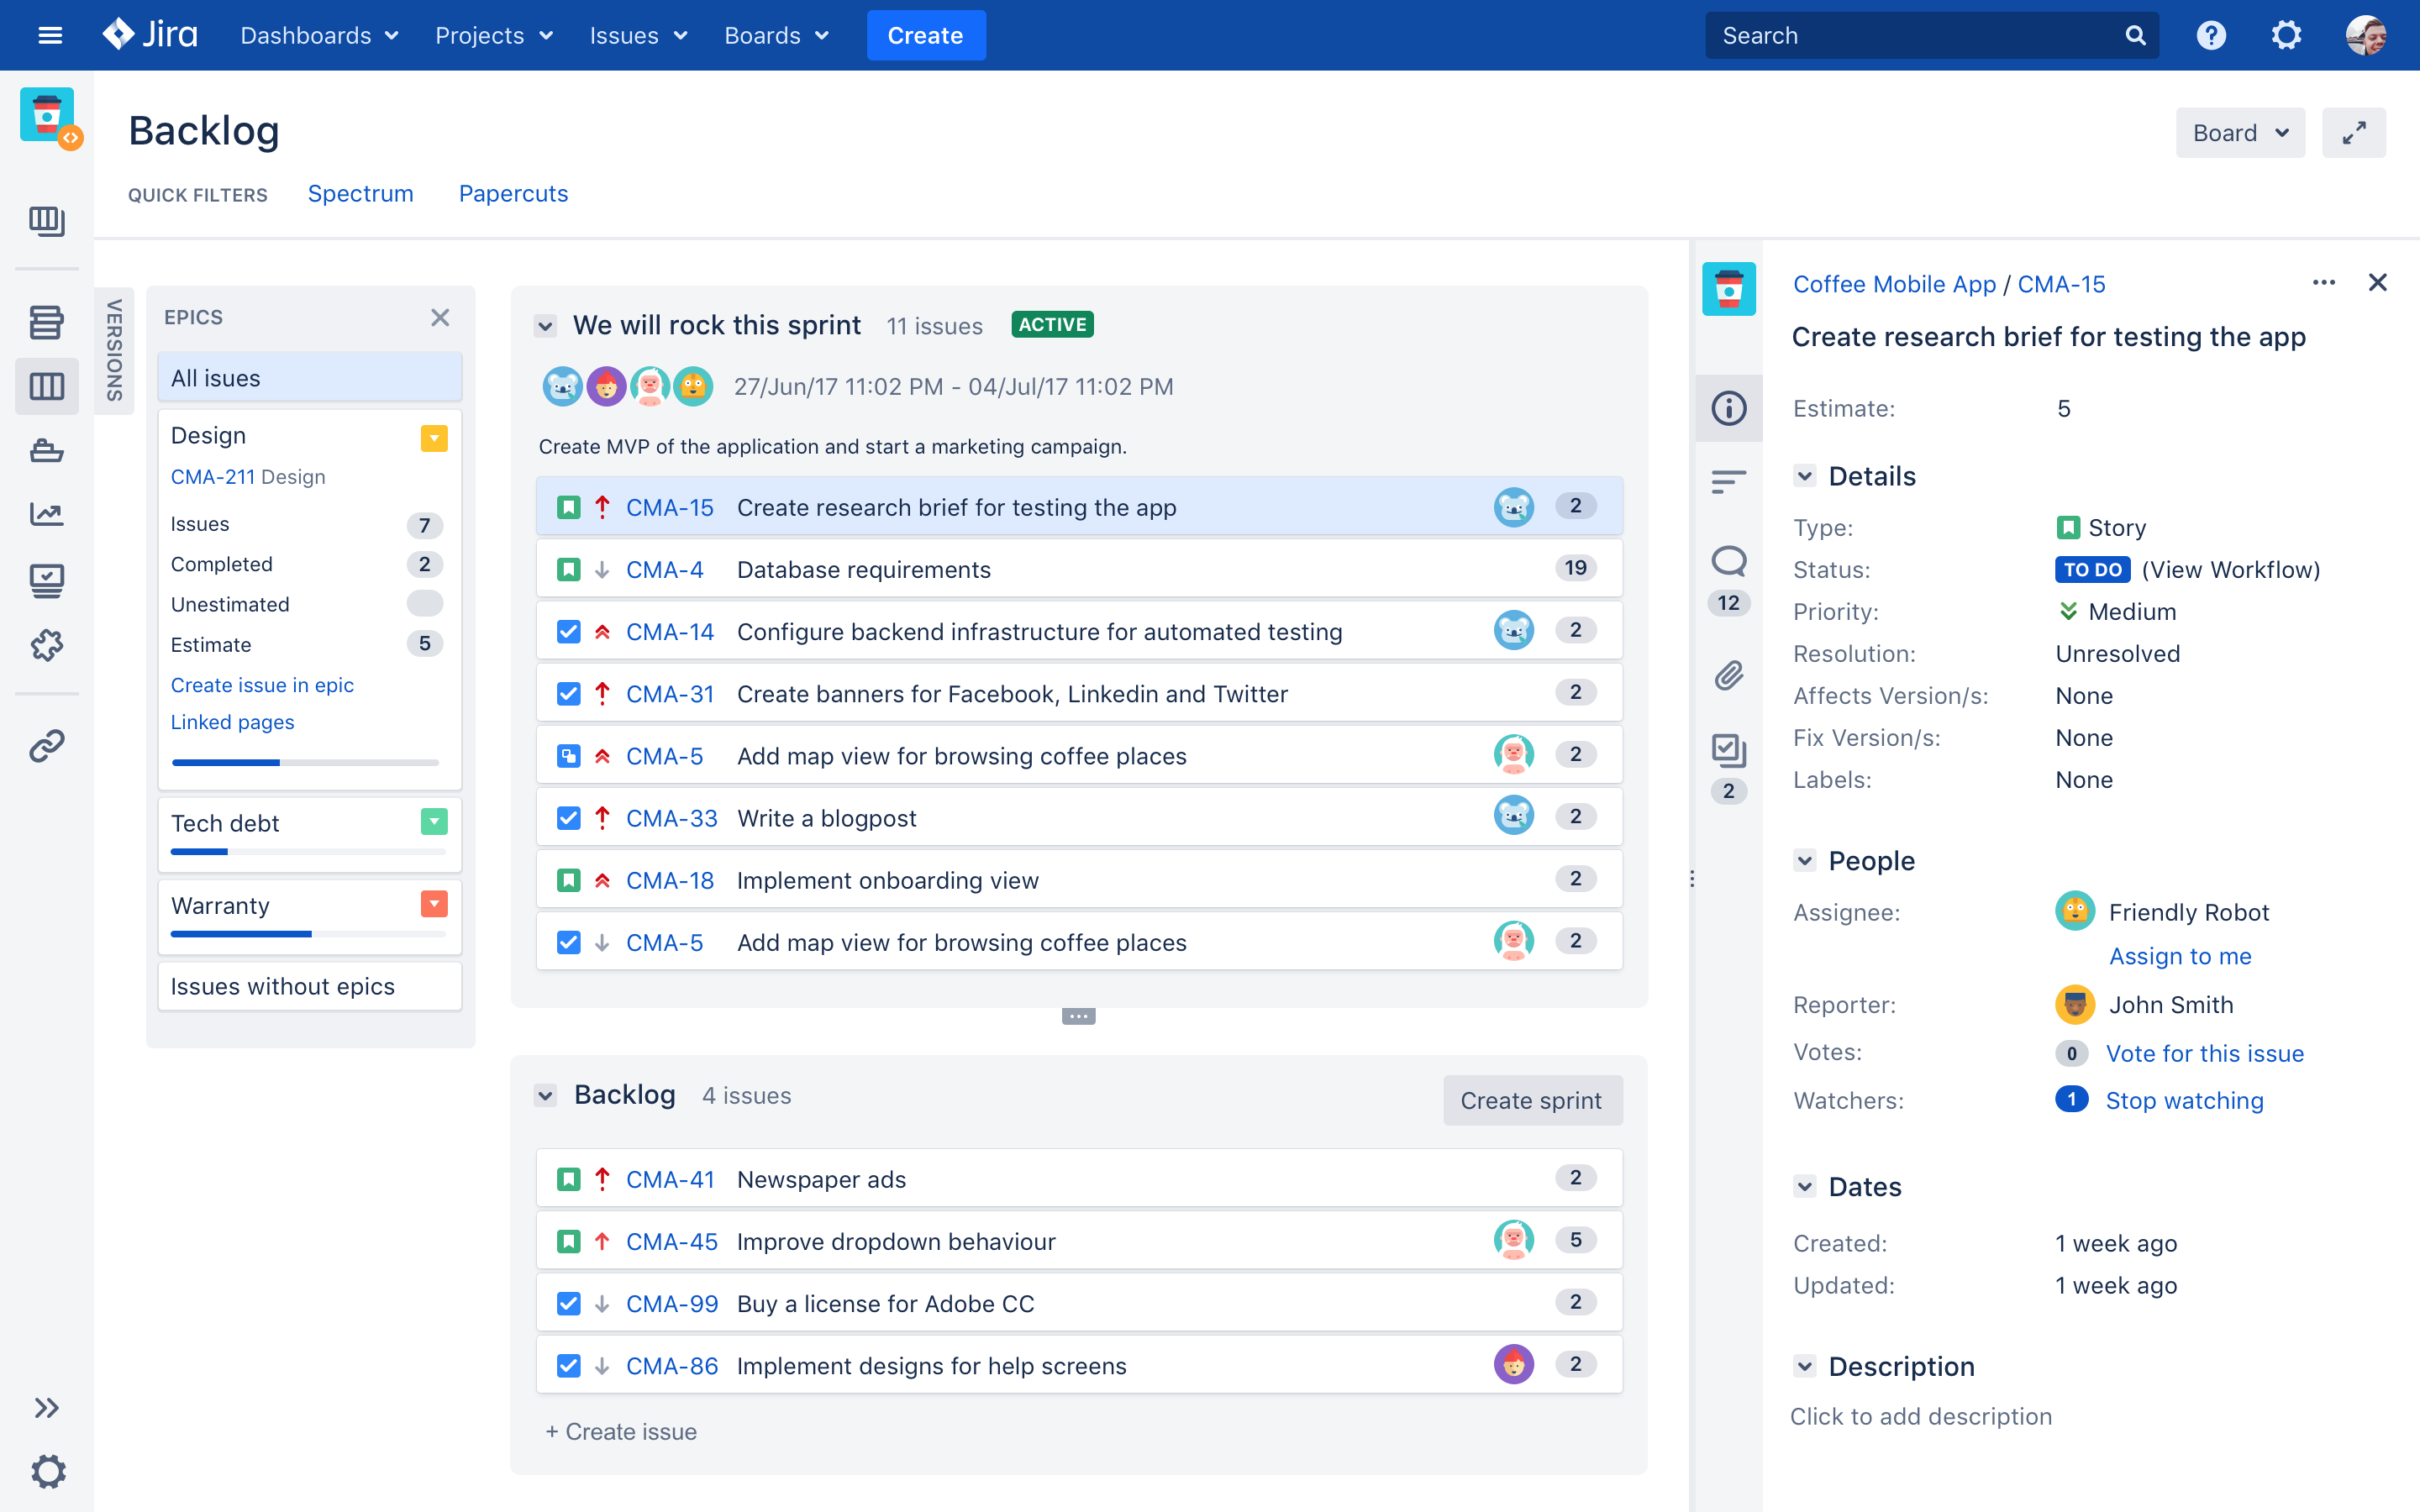 Jira Dashboards Projects Issues Boards Create Search
Backlog
Board
QUICK FILTERS Spectrum Papercuts
VERSIONS
EPICS
All isues
Design
CMA-211 Design
Issues 7
Completed 2
Unestimated
Estimate 5
Create issue in epic
Linked pages
Tech debt
Warranty
Issues without epics
We will rock this sprint 11 issues ACTIVE
27/Jun/17 11:02 PM - 04/Jul/17 11:02 PM
Create MVP of the application and start a marketing campaign.
CMA-15 Create research brief for testing the app 2
CMA-4 Database requirements 19
CMA-14 Configure backend infrastructure for automated testing 2
CMA-31 Create banners for Facebook, Linkedin and Twitter 2
CMA-5 Add map view for browsing coffee places 2
CMA-33 Write a blogpost 2
CMA-18 Implement onboarding view 2
CMA-5 Add map view for browsing coffee places 2
Backlog 4 issues
Create sprint
CMA-41 Newspaper ads 2
CMA-45 Improve dropdown behaviour 5
CMA-99 Buy a license for Adobe CC 2
CMA-86 Implement designs for help screens 2
+ Create issue
12
2
Coffee Mobile App / CMA-15
Create research brief for testing the app
Estimate: 5
Details
Type: Story
Status: TO DO (View Workflow)
Priority: Medium
Resolution: Unresolved
Affects Version/s: None
Fix Version/s: None
Labels: None
People
Assignee: Friendly Robot
Assign to me
Reporter: John Smith
Votes: 0 Vote for this issue
Watchers: 1 Stop watching
Dates
Created: 1 week ago
Updated: 1 week ago
Description
Click to add description